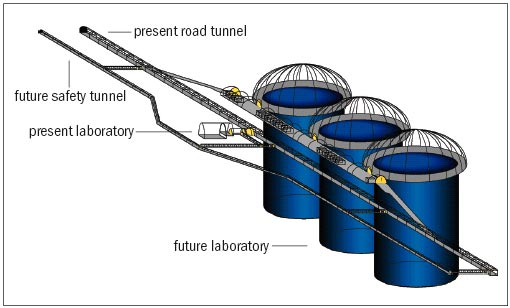 present road tunnel
future safety tunnel
present laboratory
future laboratory